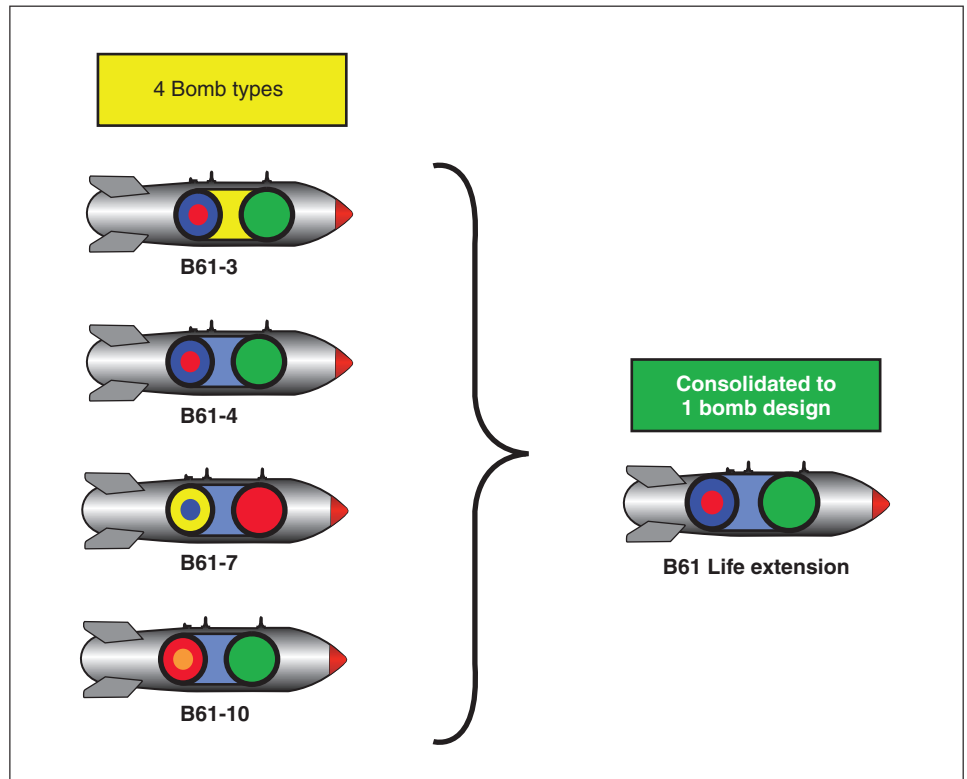 4 Bomb types
B61-3
B61-4
B61-7
B61-10
Consolidated to
1 bomb design
B61 Life extension